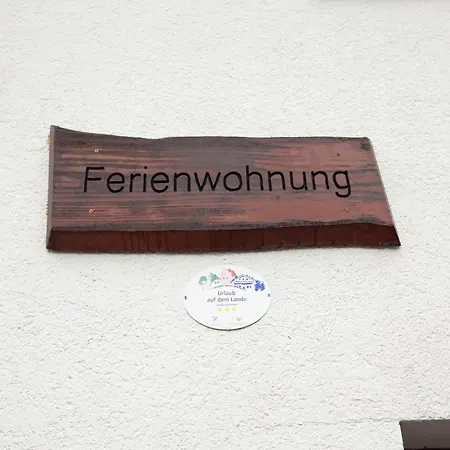 Ferienwohnung
Urlaub
auf dem Lande